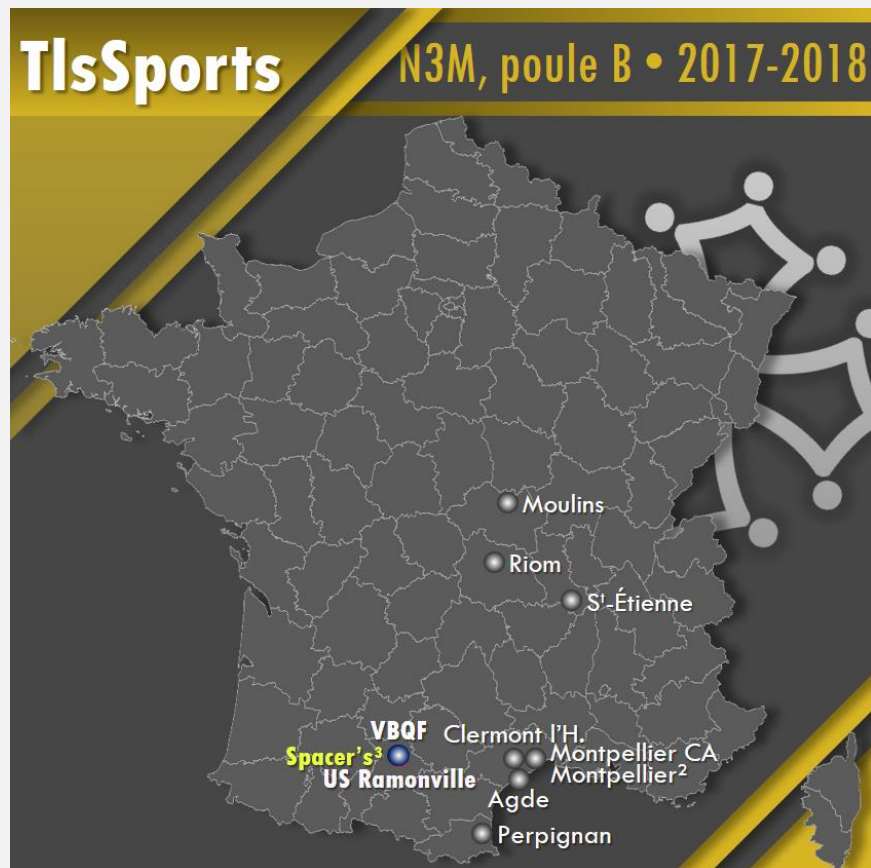 TlsSports
N3M, poule B • 2017-2018
Moulins
Riom
Sᵗ-Étienne
VBQF
Spacer's³
US Ramonville
Clermont l'H.
Montpellier CA
Montpellier²
Agde
Perpignan